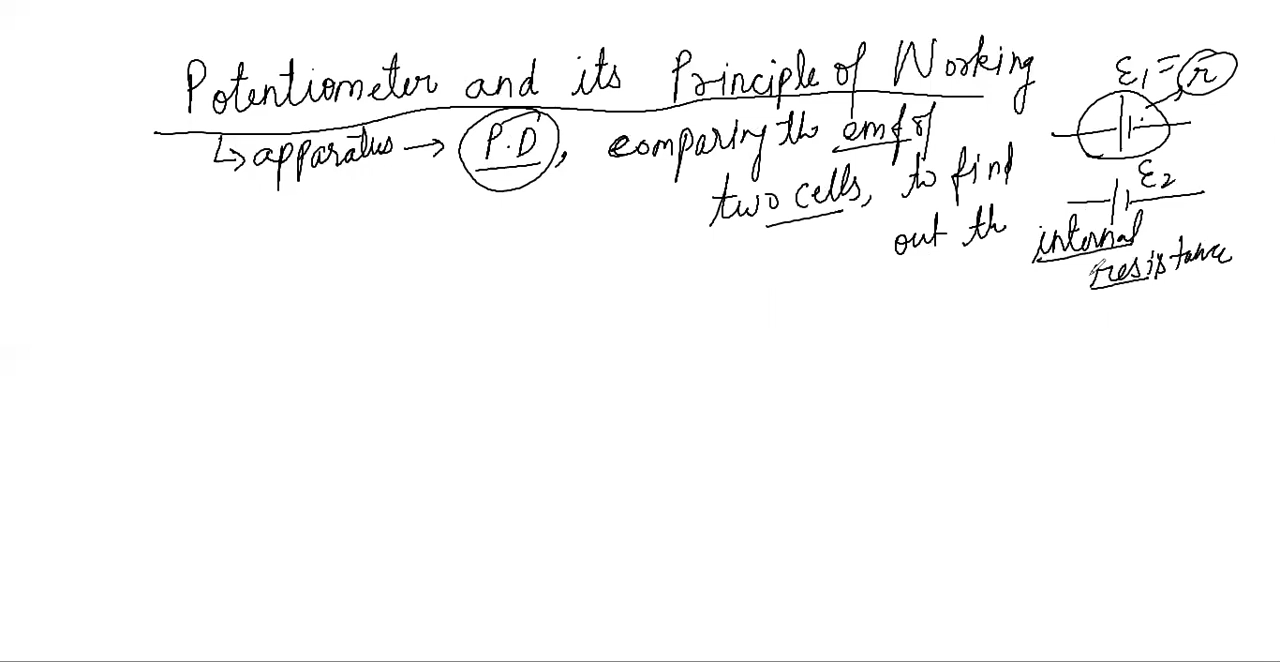 Potentiometer and its Principle of Working
↳ apparatus → P.D, comparing the emf of
two cells, to find
out the internal
resistance
ε₁ = r
ε₂